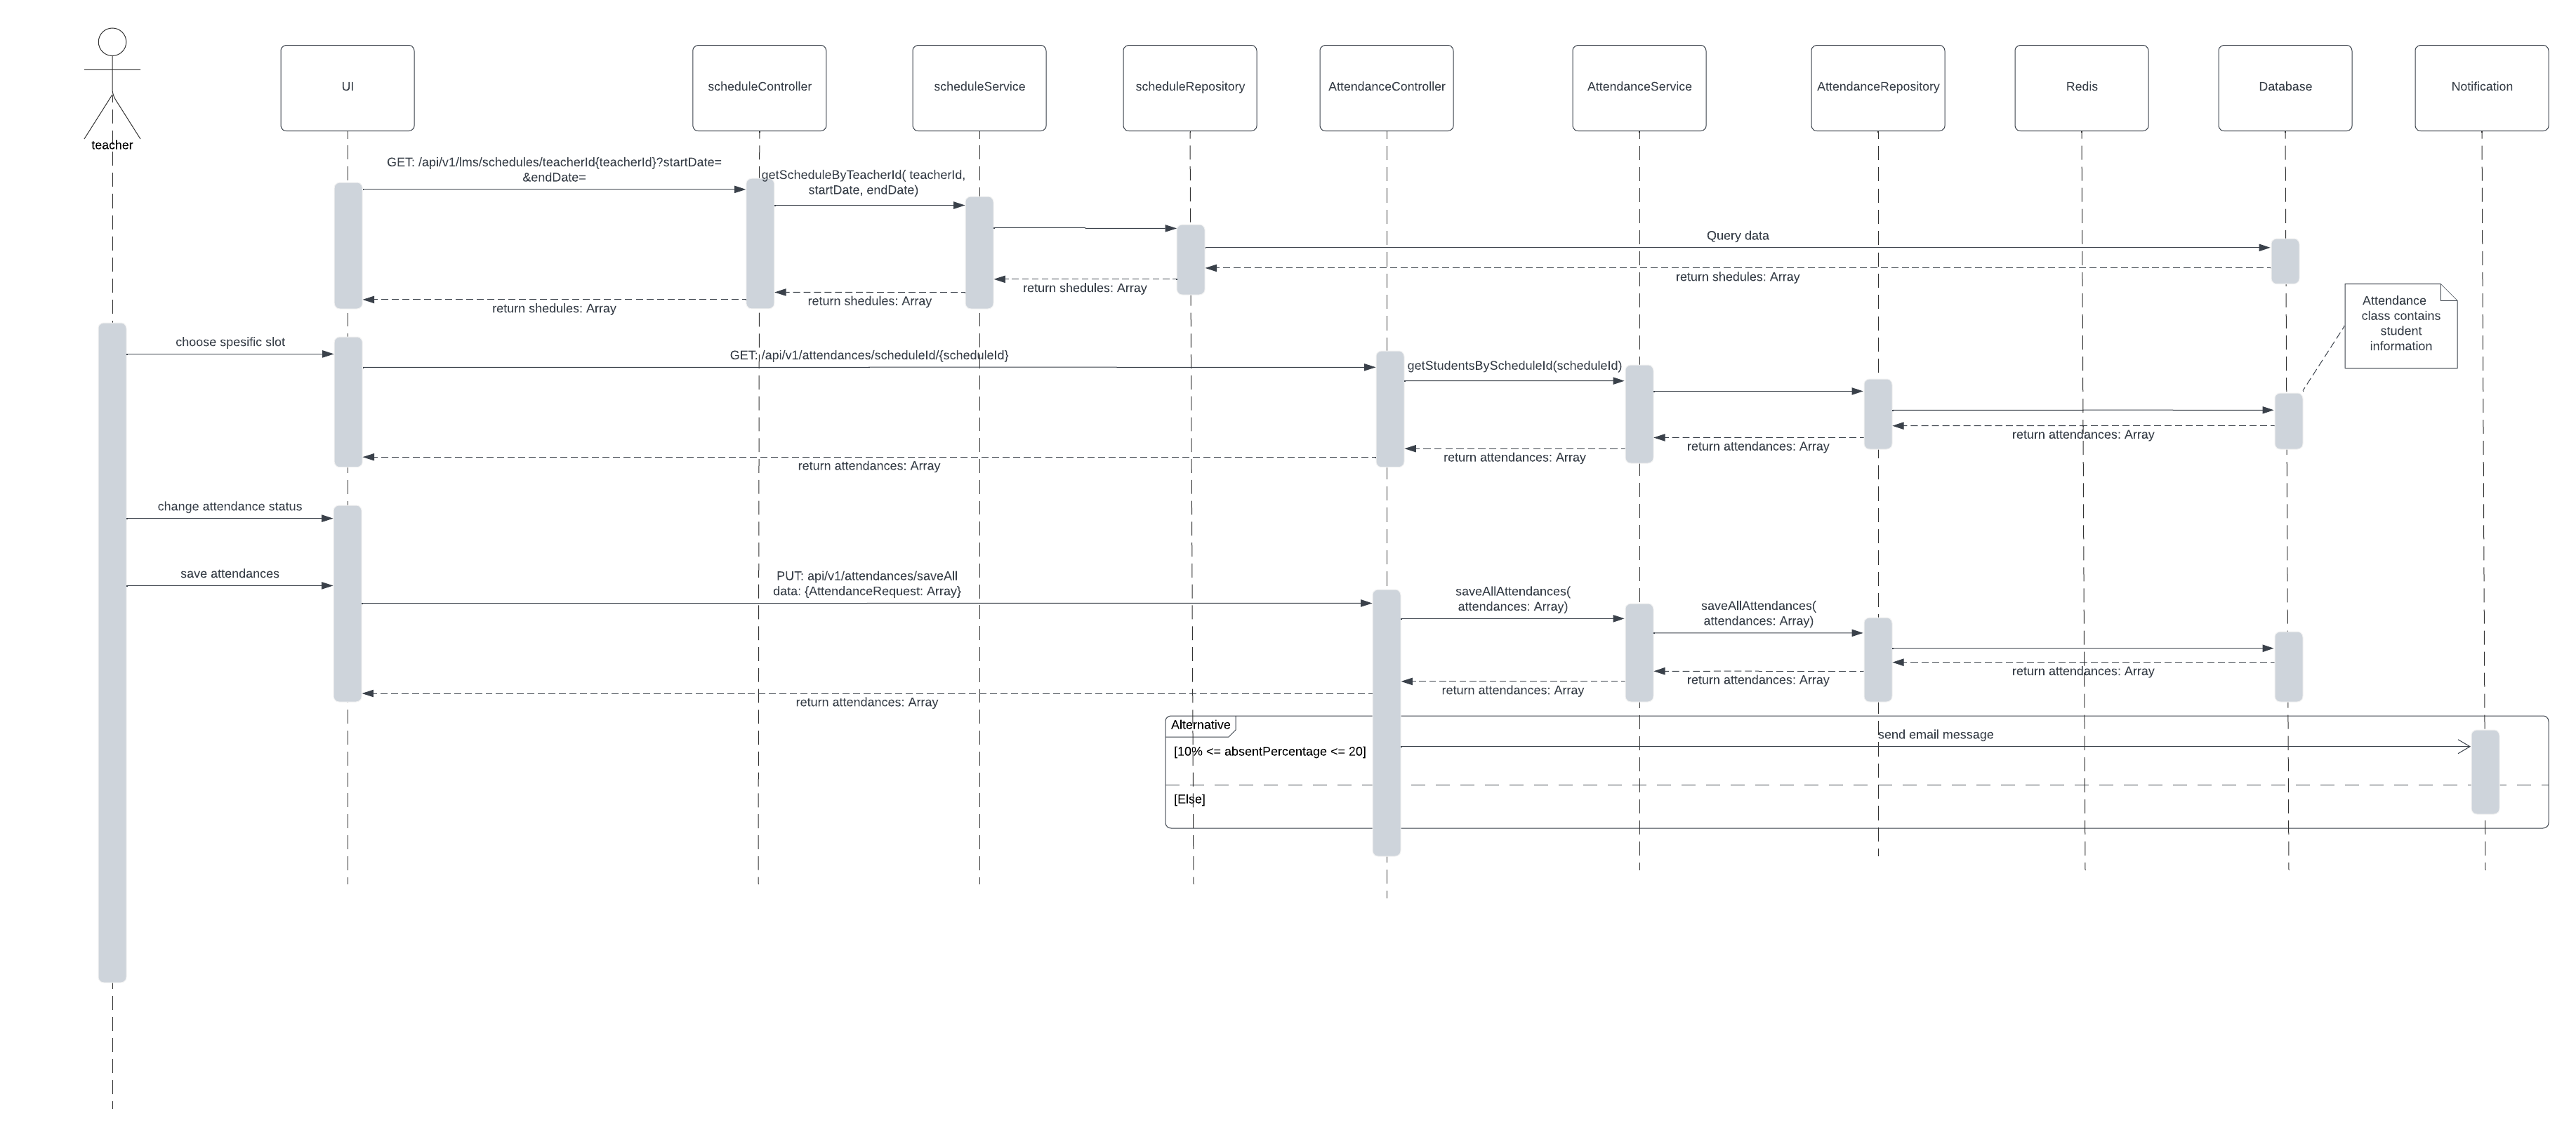 teacher
UI
scheduleController
scheduleService
scheduleRepository
AttendanceController
AttendanceService
AttendanceRepository
Redis
Database
Notification
GET: /api/v1/lms/schedules/teacherId{teacherId}?startDate=
&endDate=
getScheduleByTeacherId( teacherId,
startDate, endDate)
Query data
return shedules: Array
return shedules: Array
return shedules: Array
return shedules: Array
Attendance
class contains
student
information
choose spesific slot
GET: /api/v1/attendances/scheduleId/{scheduleId}
getStudentsByScheduleId(scheduleId)
return attendances: Array
return attendances: Array
return attendances: Array
return attendances: Array
change attendance status
save attendances
PUT: api/v1/attendances/saveAll
data: {AttendanceRequest: Array}
saveAllAttendances(
attendances: Array)
saveAllAttendances(
attendances: Array)
return attendances: Array
return attendances: Array
return attendances: Array
return attendances: Array
Alternative
[10% <= absentPercentage <= 20]
send email message
[Else]